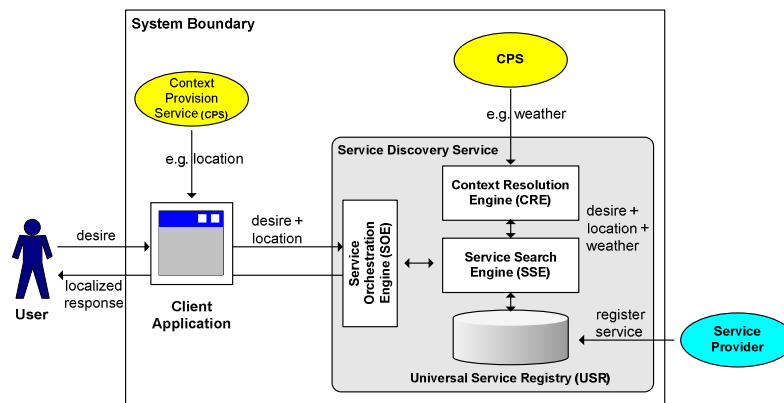 System Boundary
Context
Provision
Service (CPS)
CPS
e.g. location
e.g. weather
Service Discovery Service
Context Resolution
Engine (CRE)
desire +
location +
weather
Service
Orchestration
Engine (SOE)
Service Search
Engine (SSE)
desire
desire +
location
localized
response
User
Client
Application
register
service
Service
Provider
Universal Service Registry (USR)